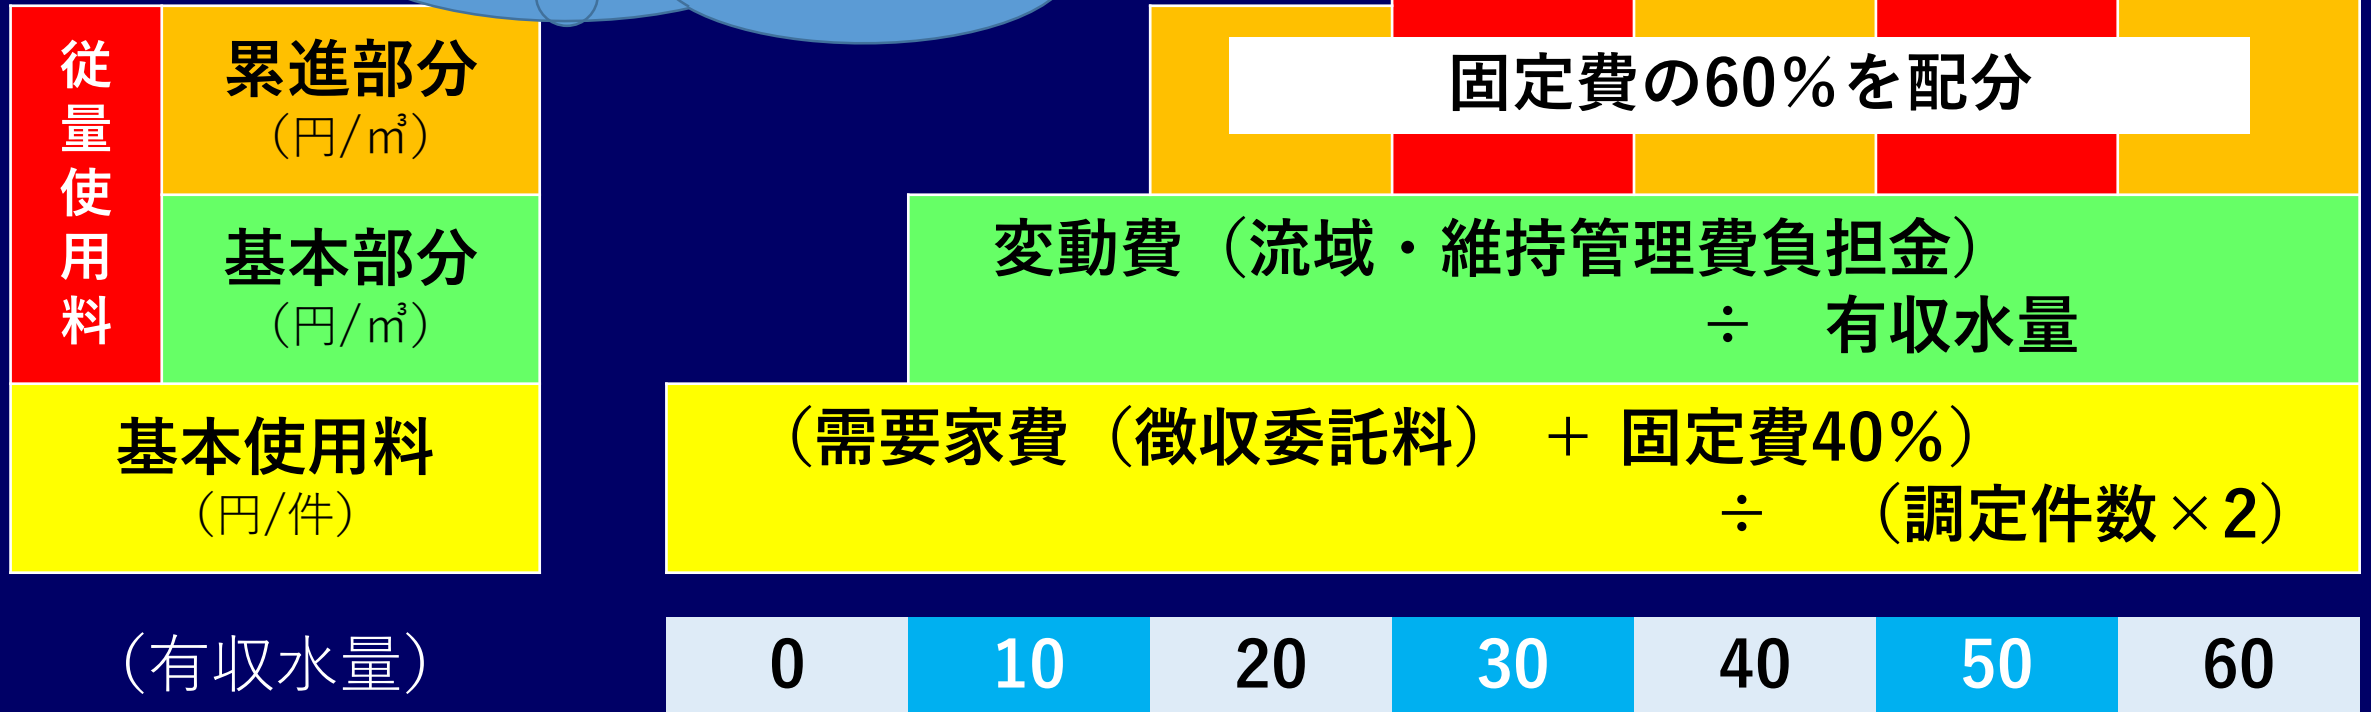 従量使用料
累進部分
（円/㎥）
固定費の60％を配分
基本部分
（円/㎥）
変動費（流域・維持管理費負担金）
÷　有収水量
基本使用料
（円/件）
（需要家費（徴収委託料）　＋ 固定費40％）
÷　（調定件数×2）
（有収水量）
0 10 20 30 40 50 60